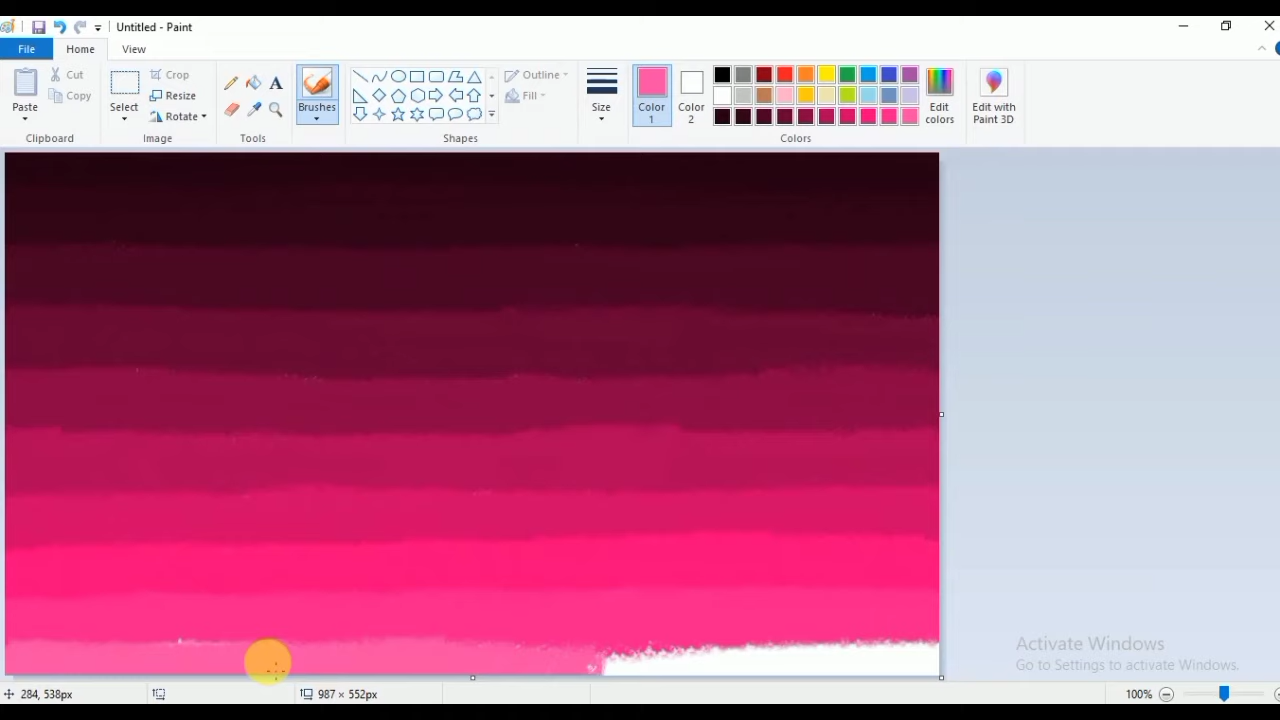 Untitled - Paint
File Home View
Paste
Cut
Copy
Clipboard
Select
Crop
Resize
Rotate
Image
A
Tools
Brushes
Outline
Fill
Shapes
Size
Color 1
Color 2
Edit colors
Colors
Edit with Paint 3D
Activate Windows
Go to Settings to activate Windows.
284, 538px
987 × 552px
100%